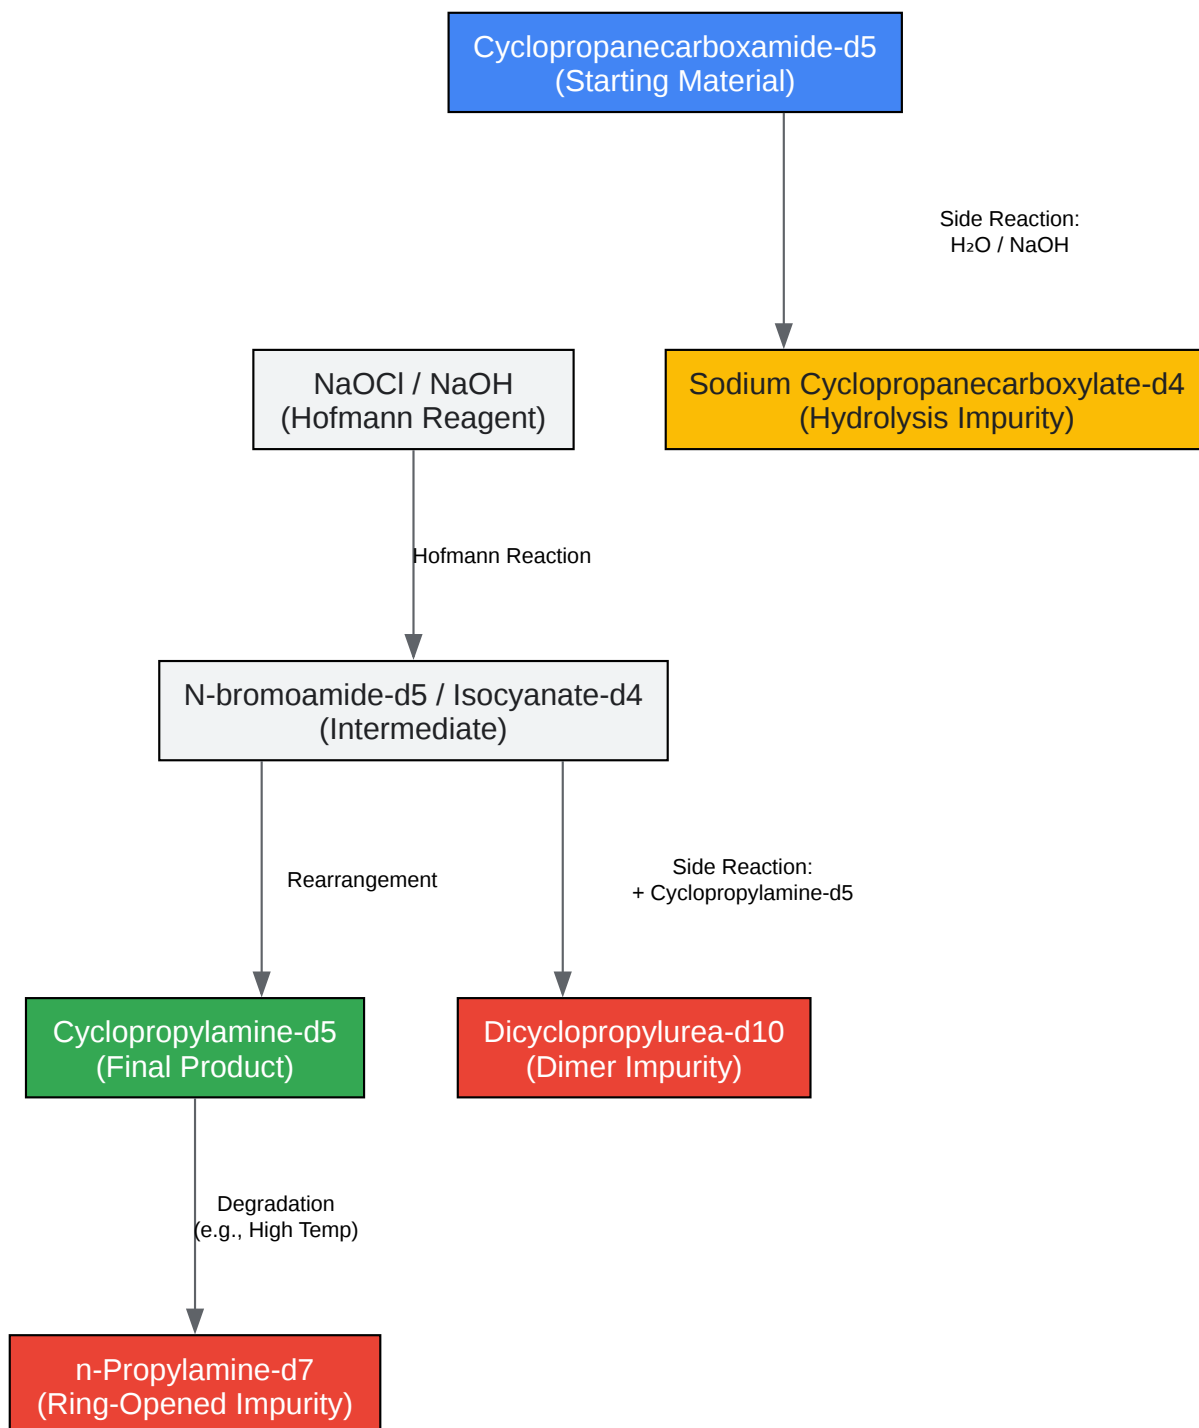 Cyclopropanecarboxamide-d5
(Starting Material)
Side Reaction:
H₂O / NaOH
NaOCl / NaOH
(Hofmann Reagent)
Sodium Cyclopropanecarboxylate-d4
(Hydrolysis Impurity)
Hofmann Reaction
N-bromoamide-d5 / Isocyanate-d4
(Intermediate)
Rearrangement
Side Reaction:
+ Cyclopropylamine-d5
Cyclopropylamine-d5
(Final Product)
Dicyclopropylurea-d10
(Dimer Impurity)
Degradation
(e.g., High Temp)
n-Propylamine-d7
(Ring-Opened Impurity)